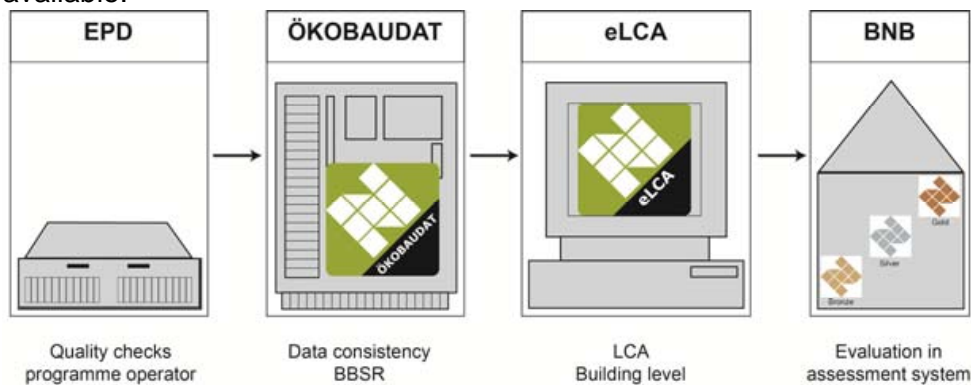 available.
EPD
ÖKOBAUDAT
eLCA
BNB
ÖKOBAUDAT
eLCA
Gold
Silver
Bronze
Quality checks
programme operator
Data consistency
BBSR
LCA
Building level
Evaluation in
assessment system